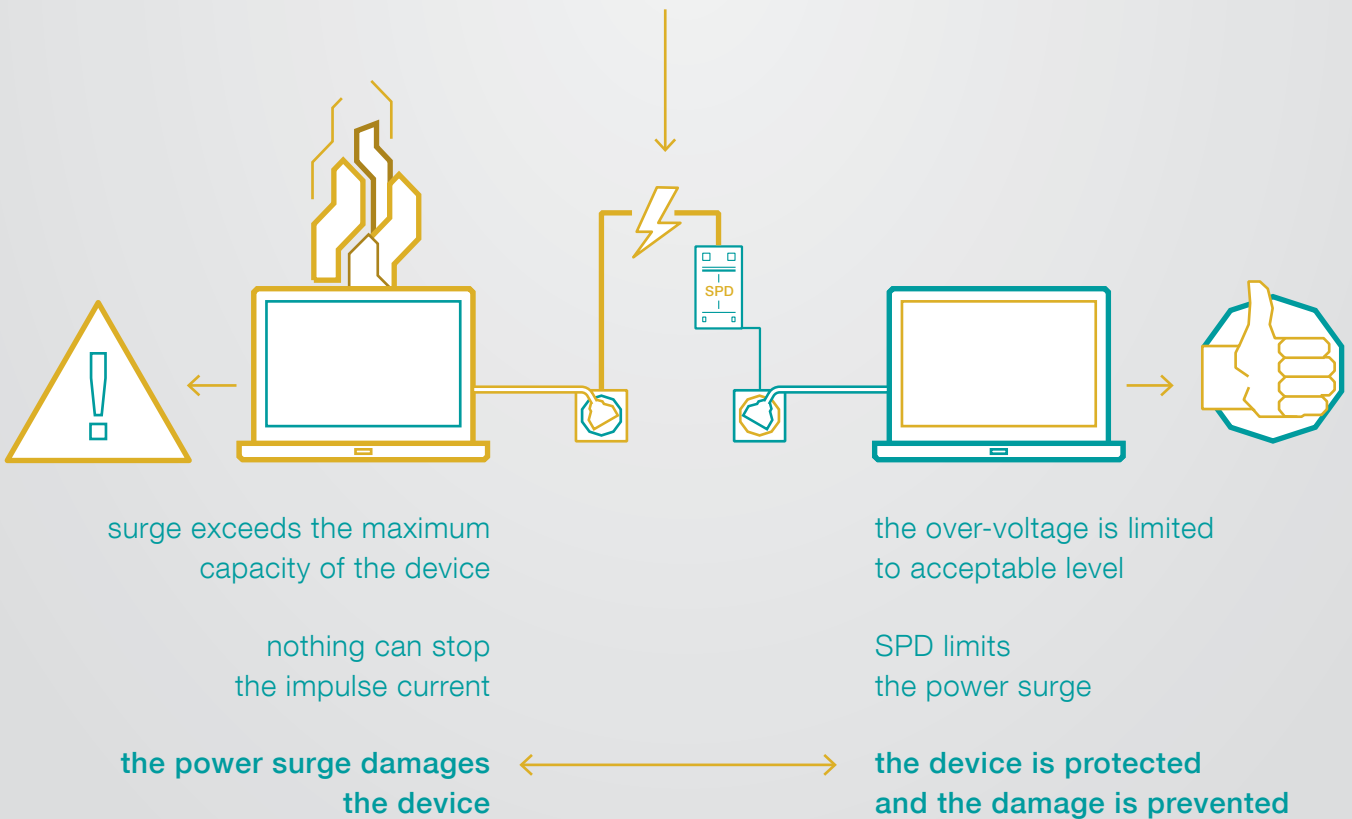 !
SPD
surge exceeds the maximum
capacity of the device
nothing can stop
the impulse current
the power surge damages
the device
the over-voltage is limited
to acceptable level
SPD limits
the power surge
the device is protected
and the damage is prevented